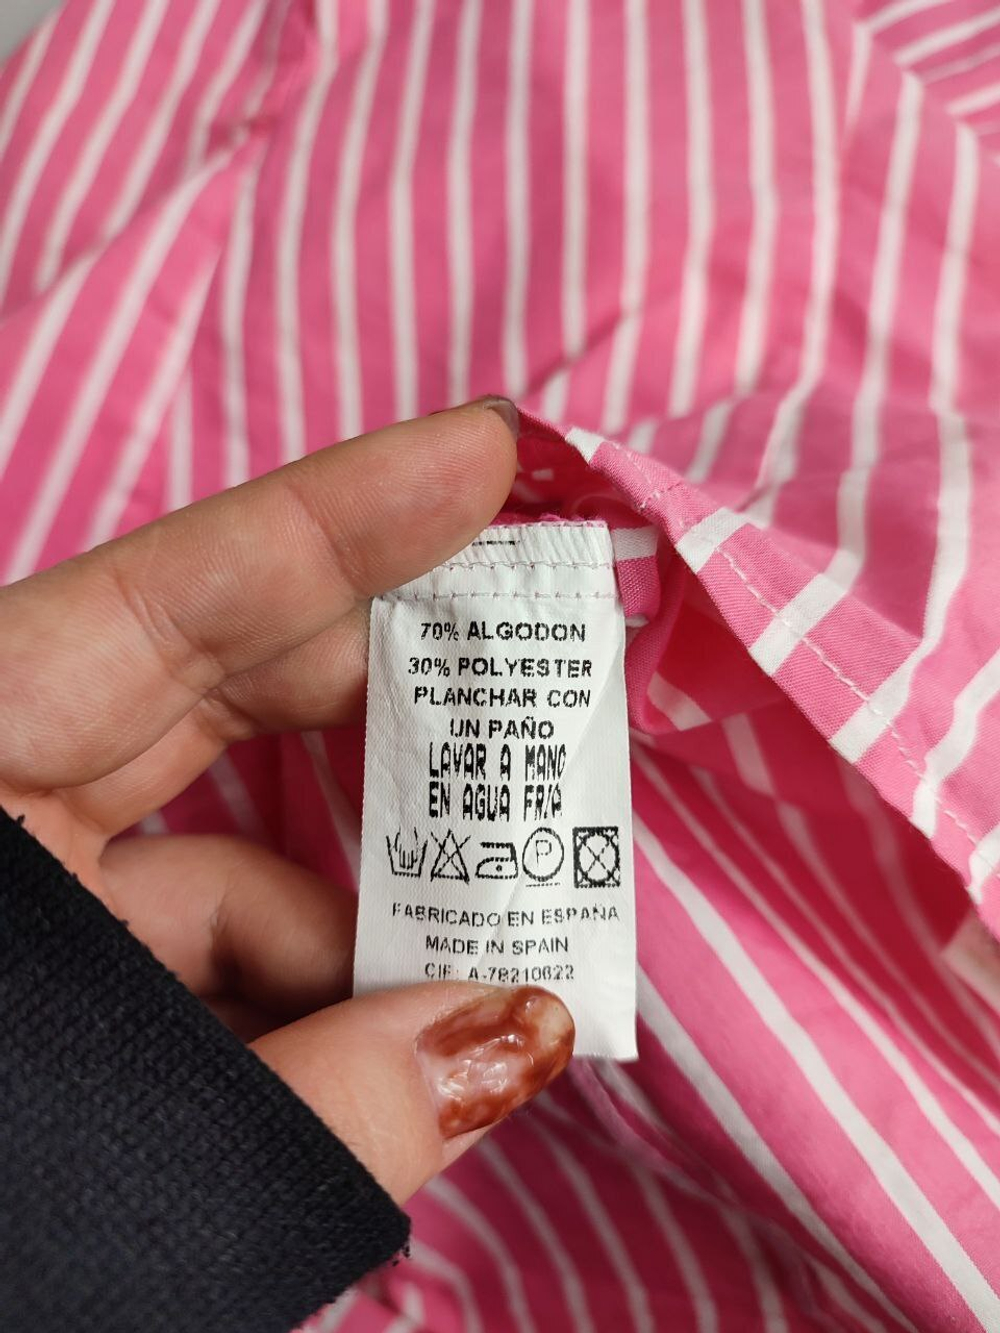 70% ALGODON
30% POLYESTER
PLANCHAR CON
UN PAÑO
LAVAR A MANO
EN AGUA FRIA
P
FABRICADO EN ESPAÑA
MADE IN SPAIN
CIF: A-78210622